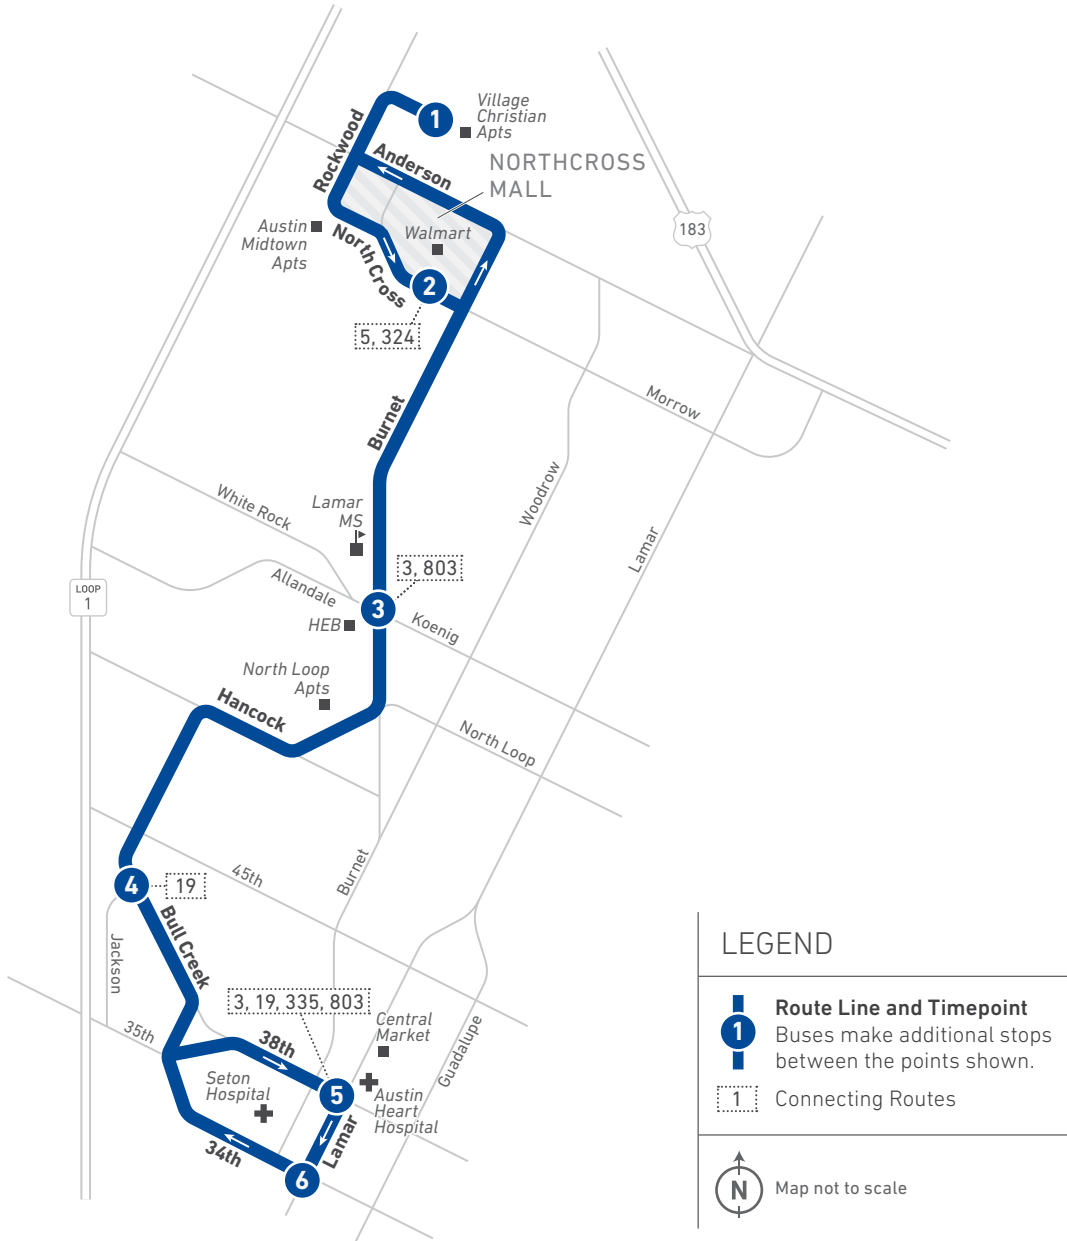 Village
Christian
Apts
1
Rockwood
Anderson
NORTHCROSS
MALL
183
Austin
Midtown
Apts
Walmart
North Cross
2
5, 324
Burnet
Morrow
Woodrow
Lamar
White Rock
Lamar
MS
3, 803
LOOP
1
Allandale
3
HEB
Koenig
North Loop
Apts
Hancock
North Loop
Burnet
45th
4
19
Bull Creek
Jackson
3, 19, 335, 803
35th
38th
Central
Market
Guadalupe
Seton
Hospital
5
Austin
Heart
Hospital
Lamar
34th
6
LEGEND
1
Route Line and Timepoint
Buses make additional stops
between the points shown.
1
Connecting Routes
N
Map not to scale